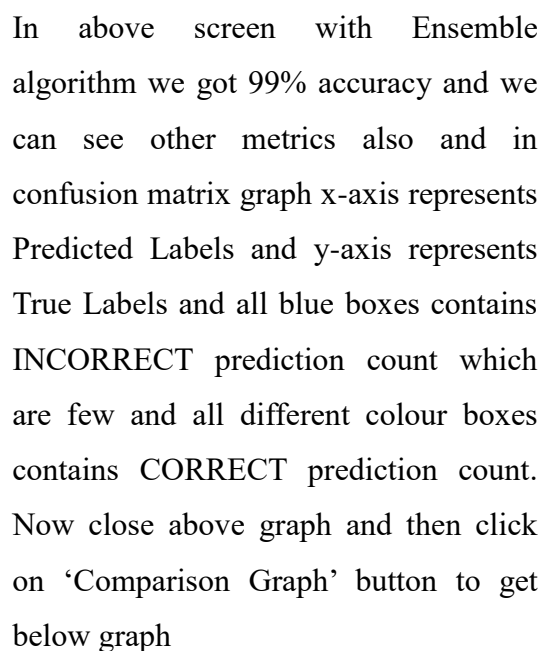 In above screen with Ensemble
algorithm we got 99% accuracy and we
can see other metrics also and in
confusion matrix graph x-axis represents
Predicted Labels and y-axis represents
True Labels and all blue boxes contains
INCORRECT prediction count which
are few and all different colour boxes
contains CORRECT prediction count.
Now close above graph and then click
on ‘Comparison Graph’ button to get
below graph